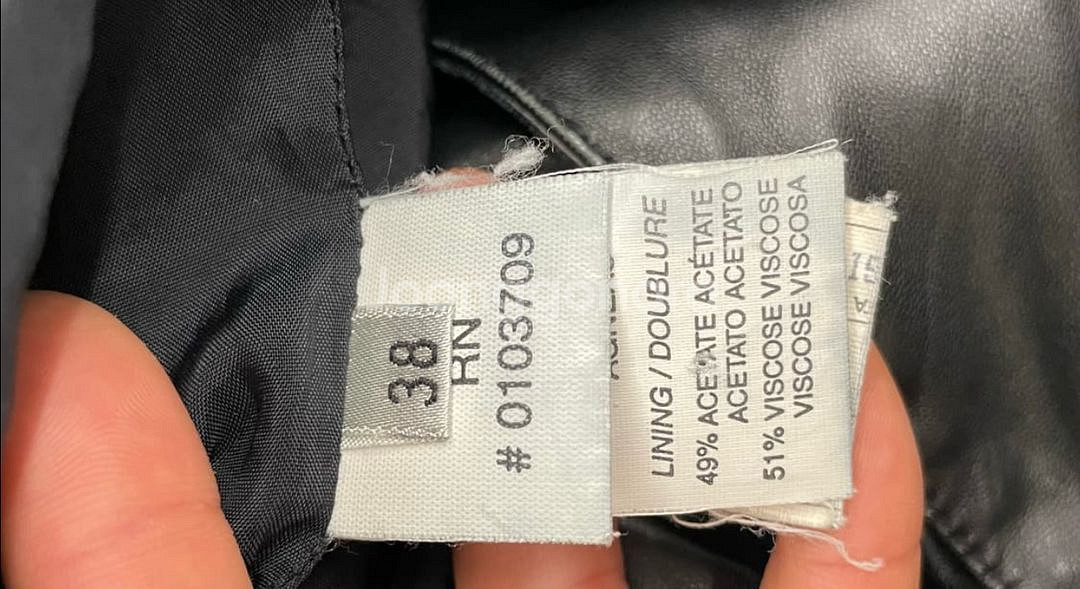 38
RN
# 0103709
LINING / DOUBLURE
49% ACETATE ACÉTATE
ACETATO ACETATO
51% VISCOSE VISCOSE
VISCOSE VISCOSA